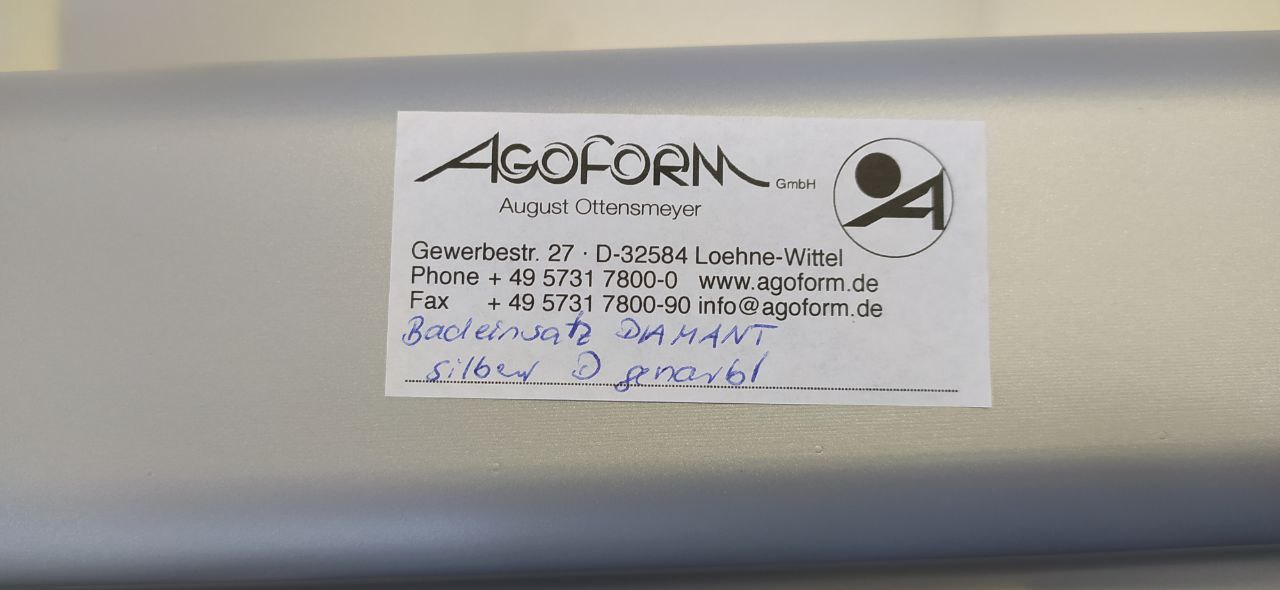 AGOFORM GmbH
August Ottensmeyer
Gewerbestr. 27 · D-32584 Loehne-Wittel
Phone + 49 5731 7800-0 www.agoform.de
Fax + 49 5731 7800-90 info@agoform.de
Badeinsatz DIAMANT
silber D genarbt